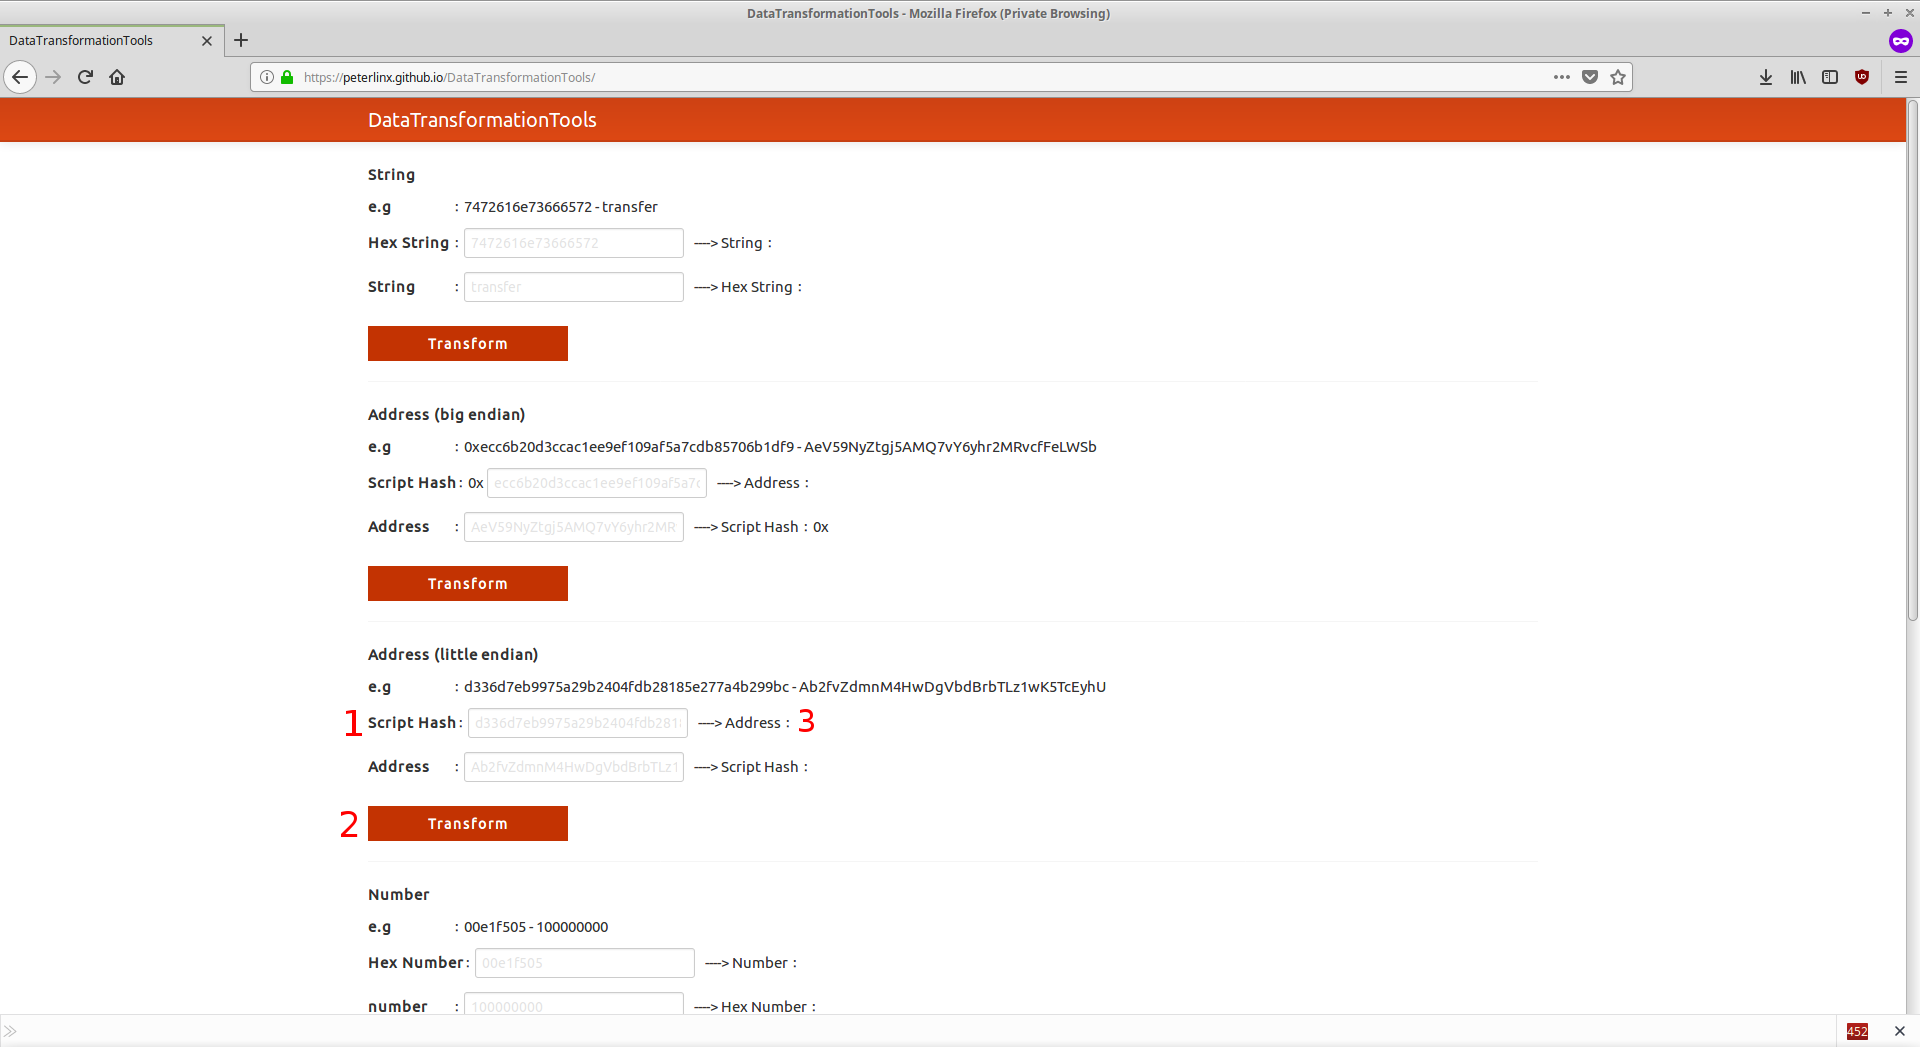 DataTransformationTools - Mozilla Firefox (Private Browsing)
DataTransformationTools
https://peterlinx.github.io/DataTransformationTools/
DataTransformationTools
String
e.g : 7472616e73666572 - transfer
Hex String : 7472616e73666572 ----> String :
String : transfer ----> Hex String :
Transform
Address (big endian)
e.g : 0xecc6b20d3ccac1ee9ef109af5a7cdb85706b1df9 - AeV59NyZtgj5AMQ7vY6yhr2MRvcfFeLWSb
Script Hash : 0x ecc6b20d3ccac1ee9ef109af5a7c ----> Address :
Address : AeV59NyZtgj5AMQ7vY6yhr2MR ----> Script Hash : 0x
Transform
Address (little endian)
e.g : d336d7eb9975a29b2404fdb28185e277a4b299bc - Ab2fvZdmnM4HwDgVbdBrbTLz1wK5TcEyhU
1 Script Hash : d336d7eb9975a29b2404fdb2818 ----> Address : 3
Address : Ab2fvZdmnM4HwDgVbdBrbTLz1 ----> Script Hash :
2 Transform
Number
e.g : 00e1f505 - 100000000
Hex Number : 00e1f505 ----> Number :
number : 100000000 ----> Hex Number :
452